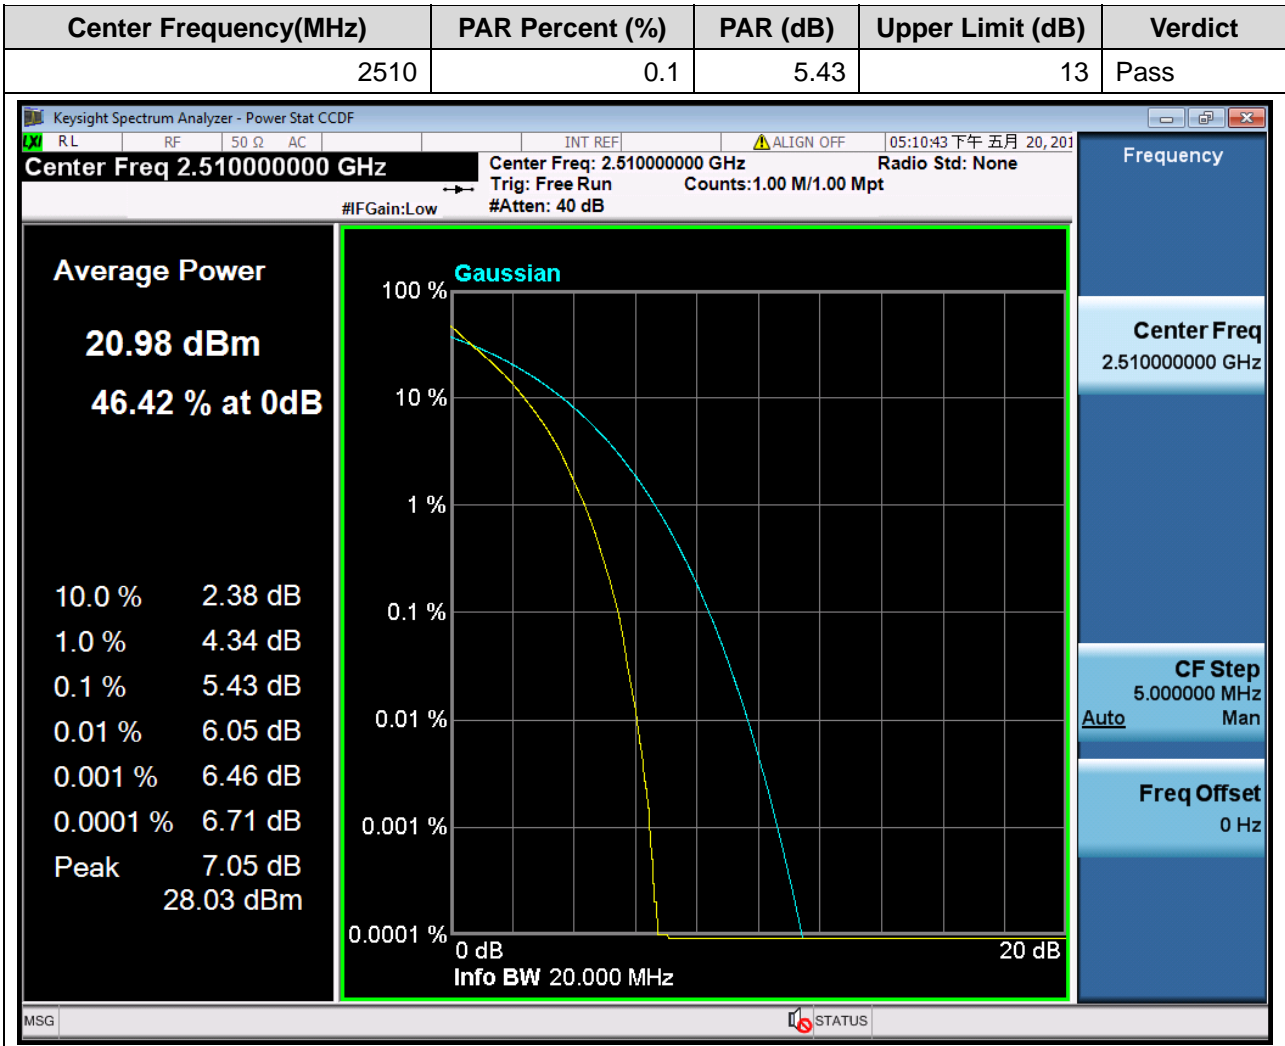 Center Frequency(MHz) PAR Percent (%) PAR (dB) Upper Limit (dB) Verdict
2510 0.1 5.43 13 Pass
Keysight Spectrum Analyzer - Power Stat CCDF
LXI RL RF 50 Ω AC INT REF ALIGN OFF 05:10:43 下午 五月 20, 201
Center Freq 2.510000000 GHz
Center Freq: 2.510000000 GHz Radio Std: None
Trig: Free Run Counts:1.00 M/1.00 Mpt
#IFGain:Low #Atten: 40 dB
Frequency
Average Power
20.98 dBm
46.42 % at 0dB
10.0 % 2.38 dB
1.0 % 4.34 dB
0.1 % 5.43 dB
0.01 % 6.05 dB
0.001 % 6.46 dB
0.0001 % 6.71 dB
Peak 7.05 dB
28.03 dBm
Gaussian
100 %
10 %
1 %
0.1 %
0.01 %
0.001 %
0.0001 %
0 dB 20 dB
Info BW 20.000 MHz
Center Freq
2.510000000 GHz
CF Step
5.000000 MHz
Auto Man
Freq Offset
0 Hz
MSG STATUS